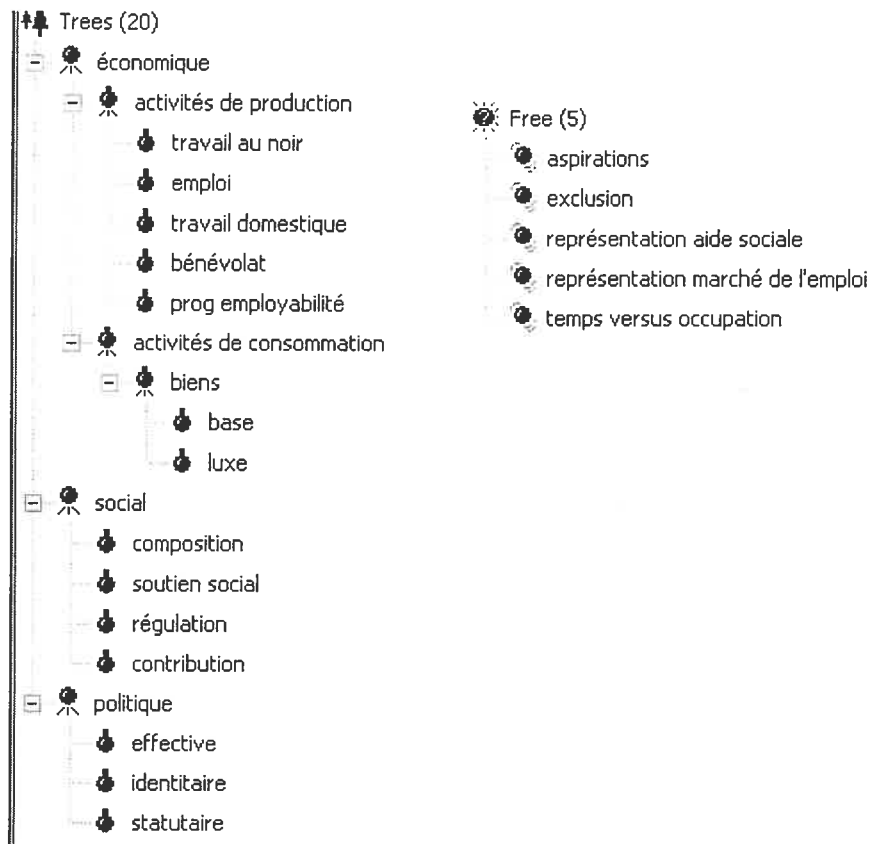 Trees (20)
économique
activités de production
travail au noir
emploi
travail domestique
bénévolat
prog employabilité
activités de consommation
biens
base
luxe
social
composition
soutien social
régulation
contribution
politique
effective
identitaire
statutaire
Free (5)
aspirations
exclusion
représentation aide sociale
représentation marché de l'emploi
temps versus occupation